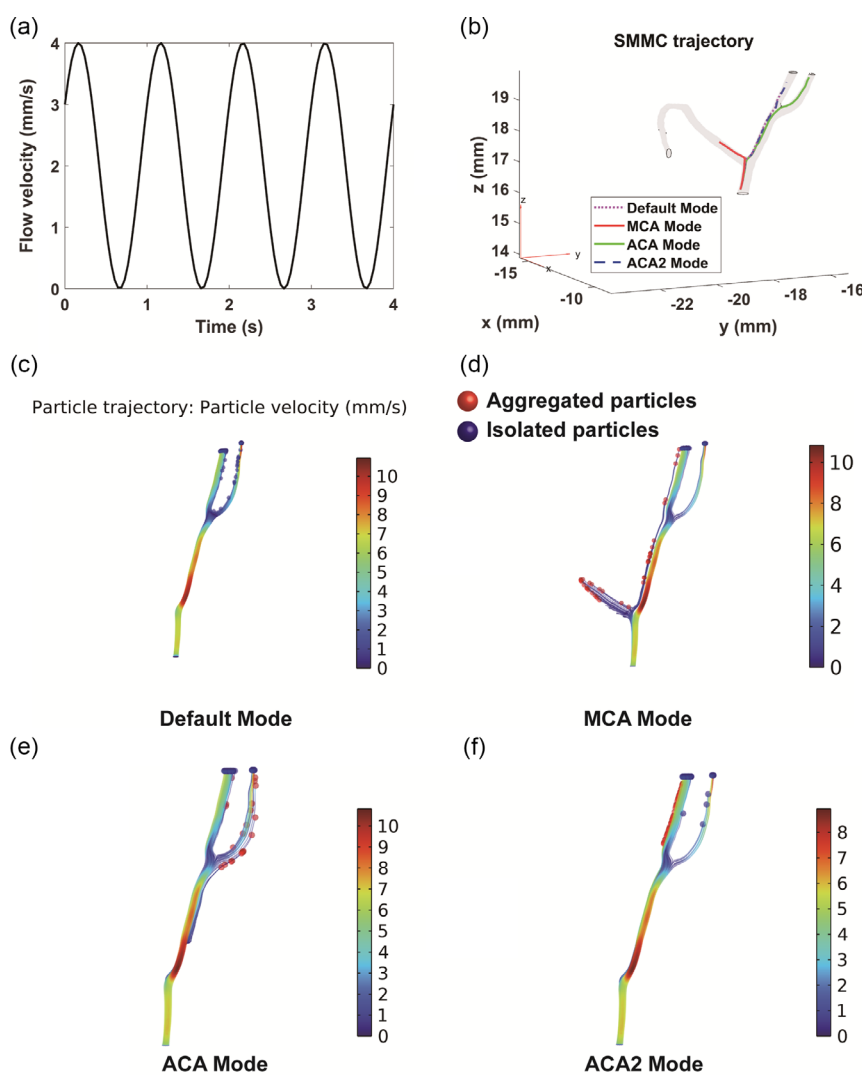 (a)
4
3
2
1
0
Flow velocity (mm/s)
0 1 2 3 4
Time (s)
(b)
SMMC trajectory
19
18
17
16
15
14
z (mm)
z
y
x
Default Mode
MCA Mode
ACA Mode
ACA2 Mode
-15
-10
x (mm)
-22 -20 -18 -16
y (mm)
(c)
Particle trajectory: Particle velocity (mm/s)
10
9
8
7
6
5
4
3
2
1
0
Default Mode
(d)
Aggregated particles
Isolated particles
10
8
6
4
2
0
MCA Mode
(e)
10
9
8
7
6
5
4
3
2
1
0
ACA Mode
(f)
8
7
6
5
4
3
2
1
0
ACA2 Mode